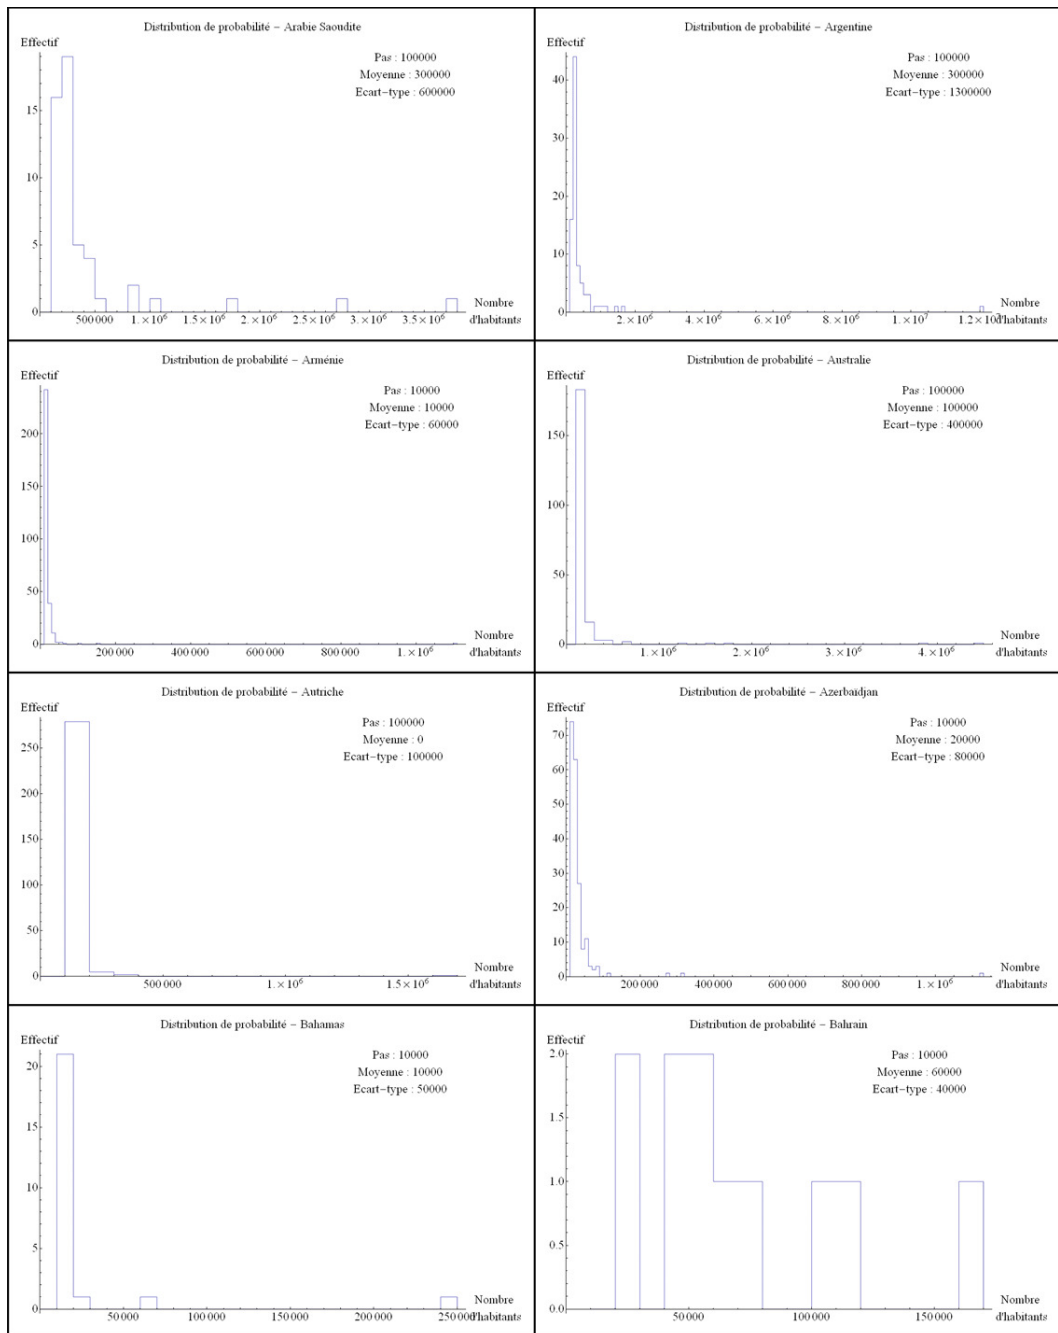 Distribution de probabilité − Arabie Saoudite
Effectif
Pas : 100000
Moyenne : 300000
Ecart−type : 600000
15
10
5
0
500000 1.×10⁶ 1.5×10⁶ 2.×10⁶ 2.5×10⁶ 3.×10⁶ 3.5×10⁶
Nombre
d'habitants
Distribution de probabilité − Argentine
Effectif
Pas : 100000
Moyenne : 300000
Ecart−type : 1300000
40
30
20
10
0
2.×10⁶ 4.×10⁶ 6.×10⁶ 8.×10⁶ 1.×10⁷
Nombre
d'habitants
Distribution de probabilité − Arménie
Effectif
Pas : 10000
Moyenne : 10000
Ecart−type : 60000
200
150
100
50
0
200000 400000 600000 800000 1.×10⁶
Nombre
d'habitants
Distribution de probabilité − Australie
Effectif
Pas : 100000
Moyenne : 100000
Ecart−type : 400000
150
100
50
0
1.×10⁶ 2.×10⁶ 3.×10⁶ 4.×10⁶
Nombre
d'habitants
Distribution de probabilité − Autriche
Effectif
Pas : 100000
Moyenne : 0
Ecart−type : 100000
250
200
150
100
50
0
500000 1.×10⁶ 1.5×10⁶
Nombre
d'habitants
Distribution de probabilité − Azerbaïdjan
Effectif
Pas : 10000
Moyenne : 20000
Ecart−type : 80000
70
60
50
40
30
20
10
0
200000 400000 600000 800000 1.×10⁶
Nombre
d'habitants
Distribution de probabilité − Bahamas
Effectif
Pas : 10000
Moyenne : 10000
Ecart−type : 50000
20
15
10
5
0
50000 100000 150000 200000 250000
Nombre
d'habitants
Distribution de probabilité − Bahrain
Effectif
Pas : 10000
Moyenne : 60000
Ecart−type : 40000
2.0
1.5
1.0
0.5
0.0
50000 100000 150000
Nombre
d'habitants